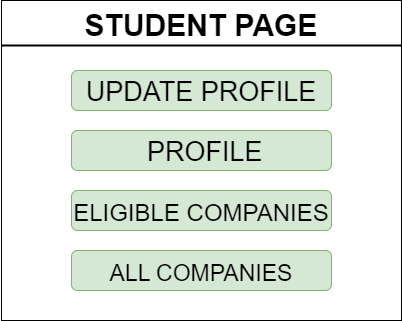 STUDENT PAGE
UPDATE PROFILE
PROFILE
ELIGIBLE COMPANIES
ALL COMPANIES